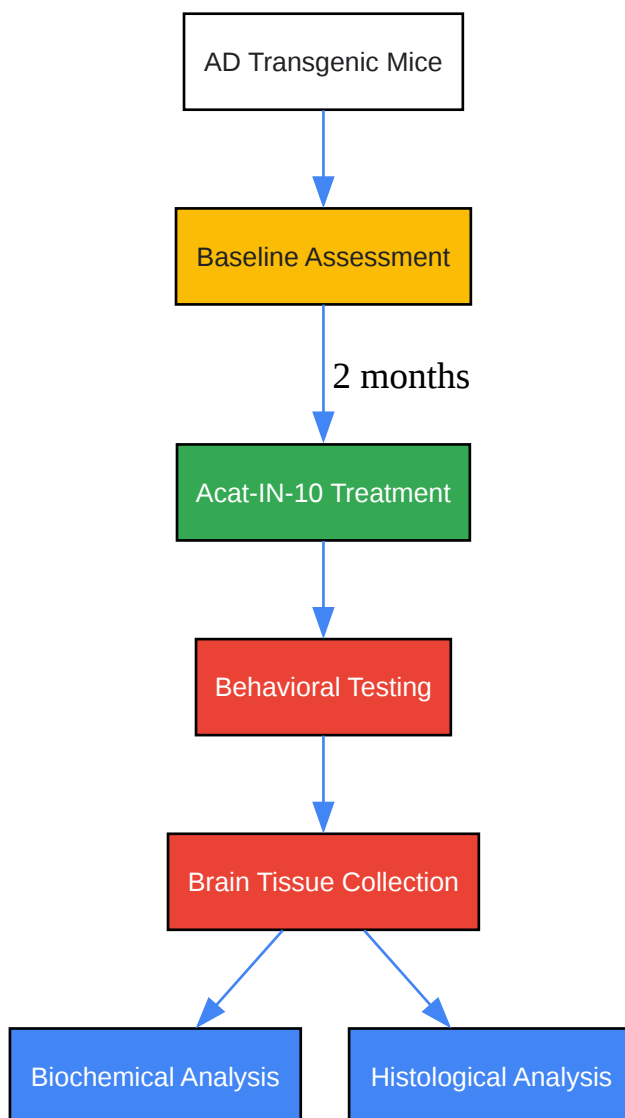 AD Transgenic Mice
Baseline Assessment
2 months
Acat-IN-10 Treatment
Behavioral Testing
Brain Tissue Collection
Biochemical Analysis
Histological Analysis